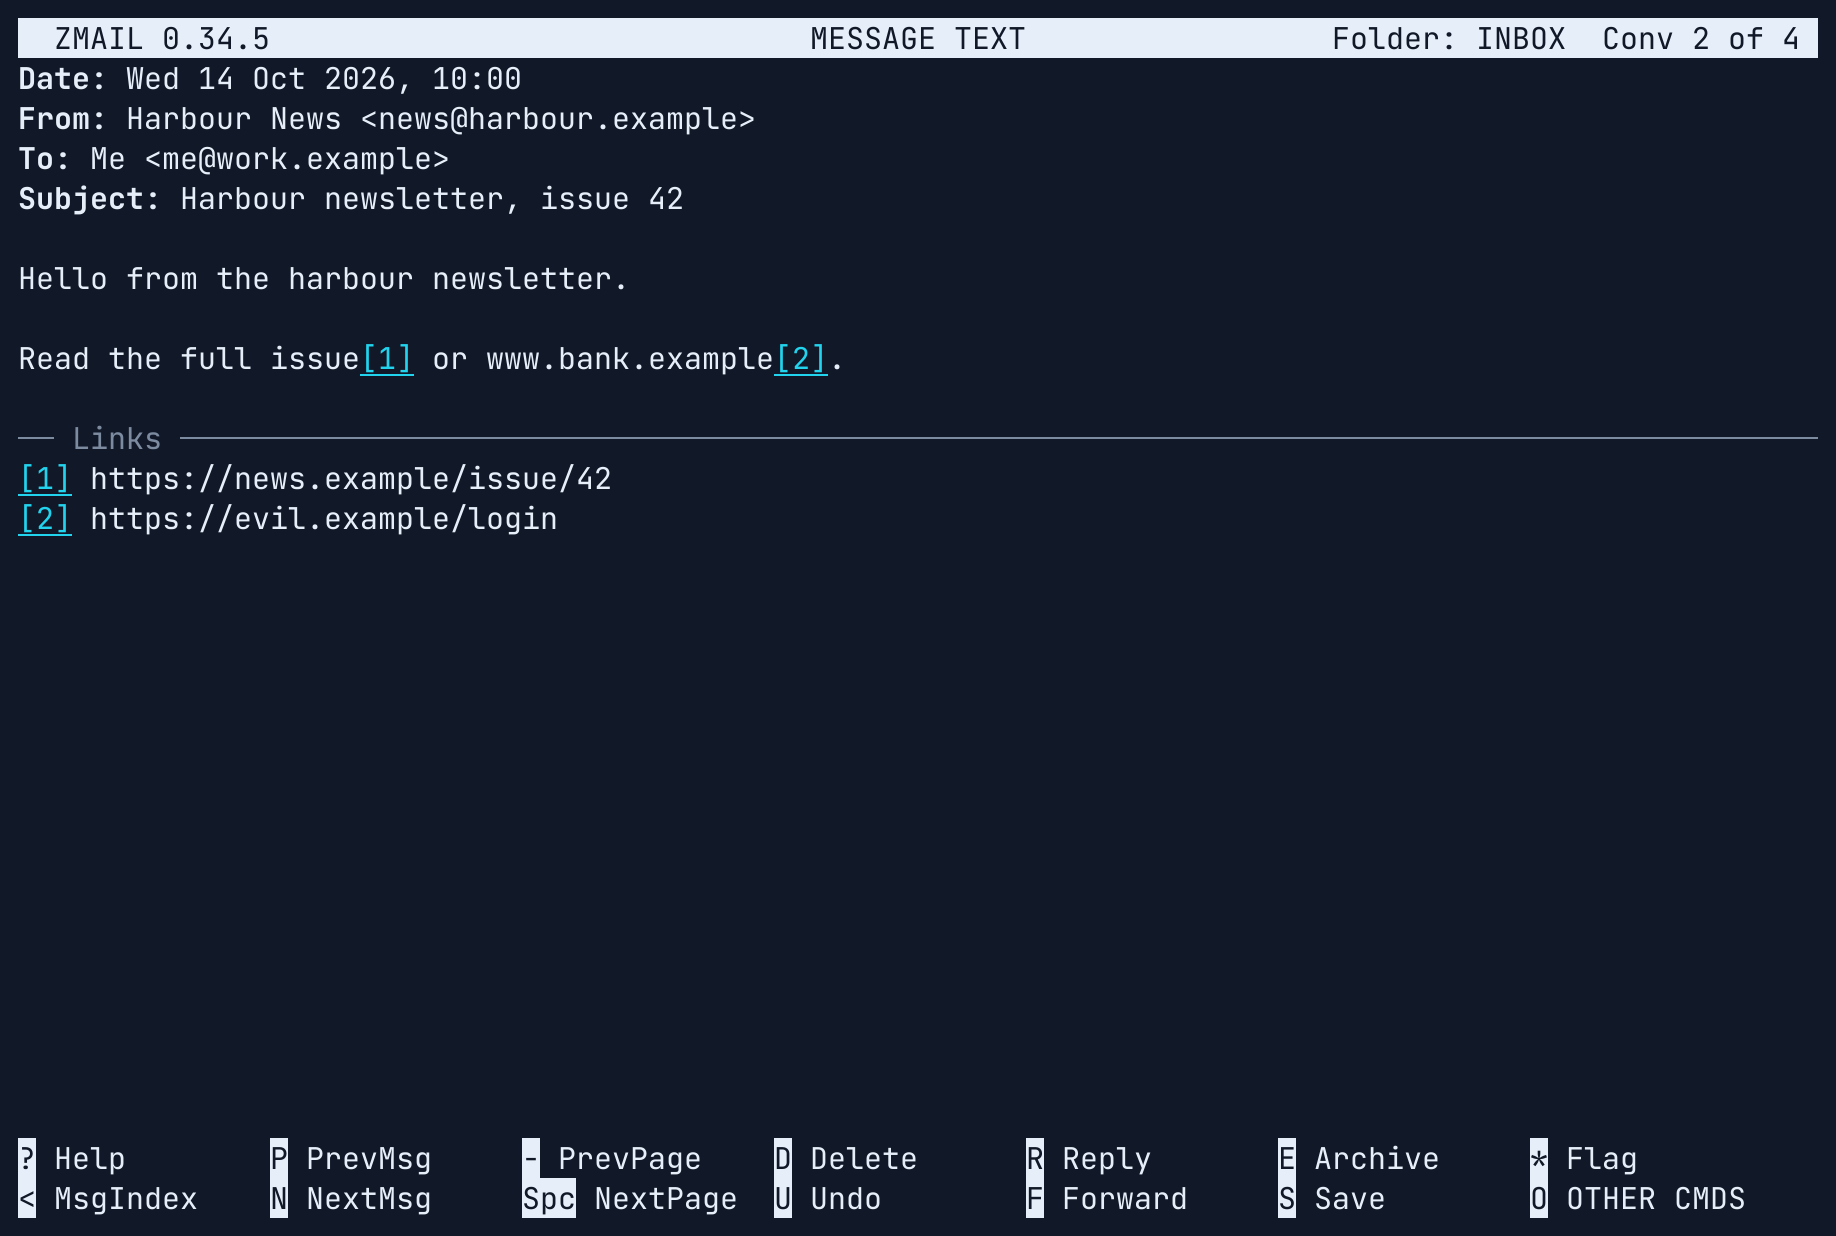 ZMAIL 0.34.5 MESSAGE TEXT Folder: INBOX Conv 2 of 4
Date: Wed 14 Oct 2026, 10:00
From: Harbour News <news@harbour.example>
To: Me <me@work.example>
Subject: Harbour newsletter, issue 42
Hello from the harbour newsletter.
Read the full issue[1] or www.bank.example[2].
Links
[1] https://news.example/issue/42
[2] https://evil.example/login
? Help P PrevMsg - PrevPage D Delete R Reply E Archive * Flag
< MsgIndex N NextMsg Spc NextPage U Undo F Forward S Save O OTHER CMDS